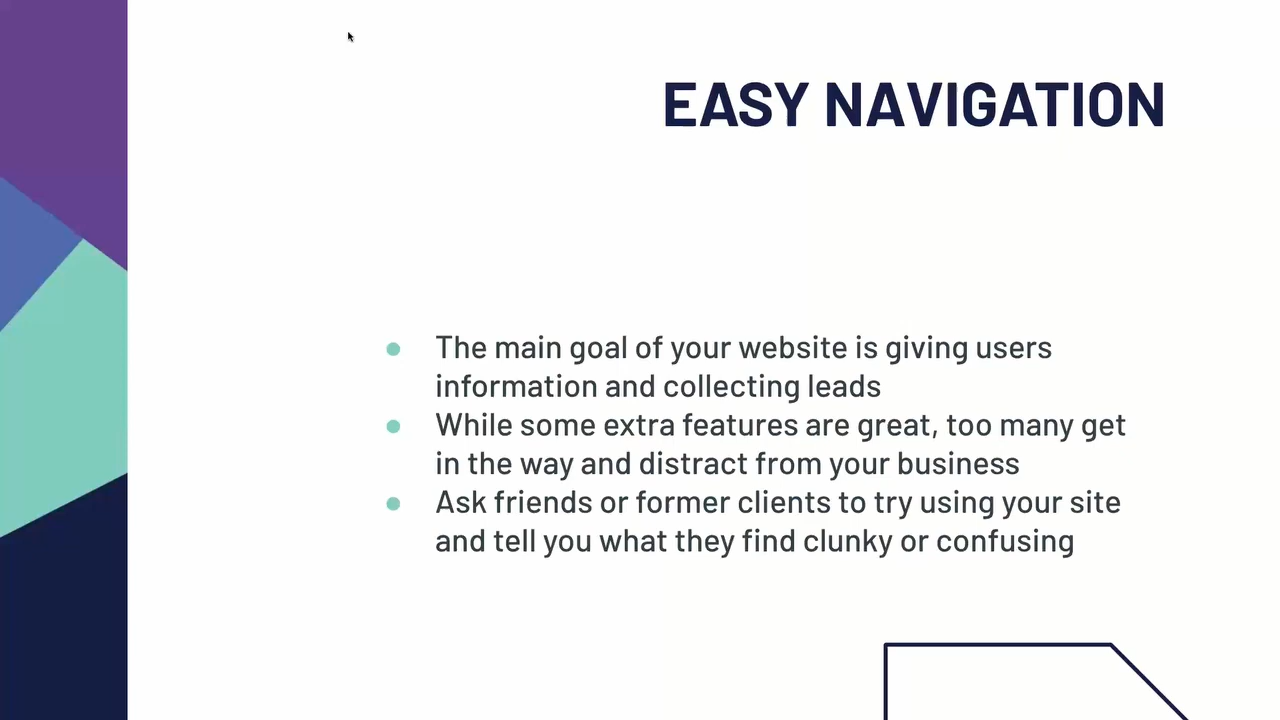 EASY NAVIGATION
● The main goal of your website is giving users
information and collecting leads
● While some extra features are great, too many get
in the way and distract from your business
● Ask friends or former clients to try using your site
and tell you what they find clunky or confusing